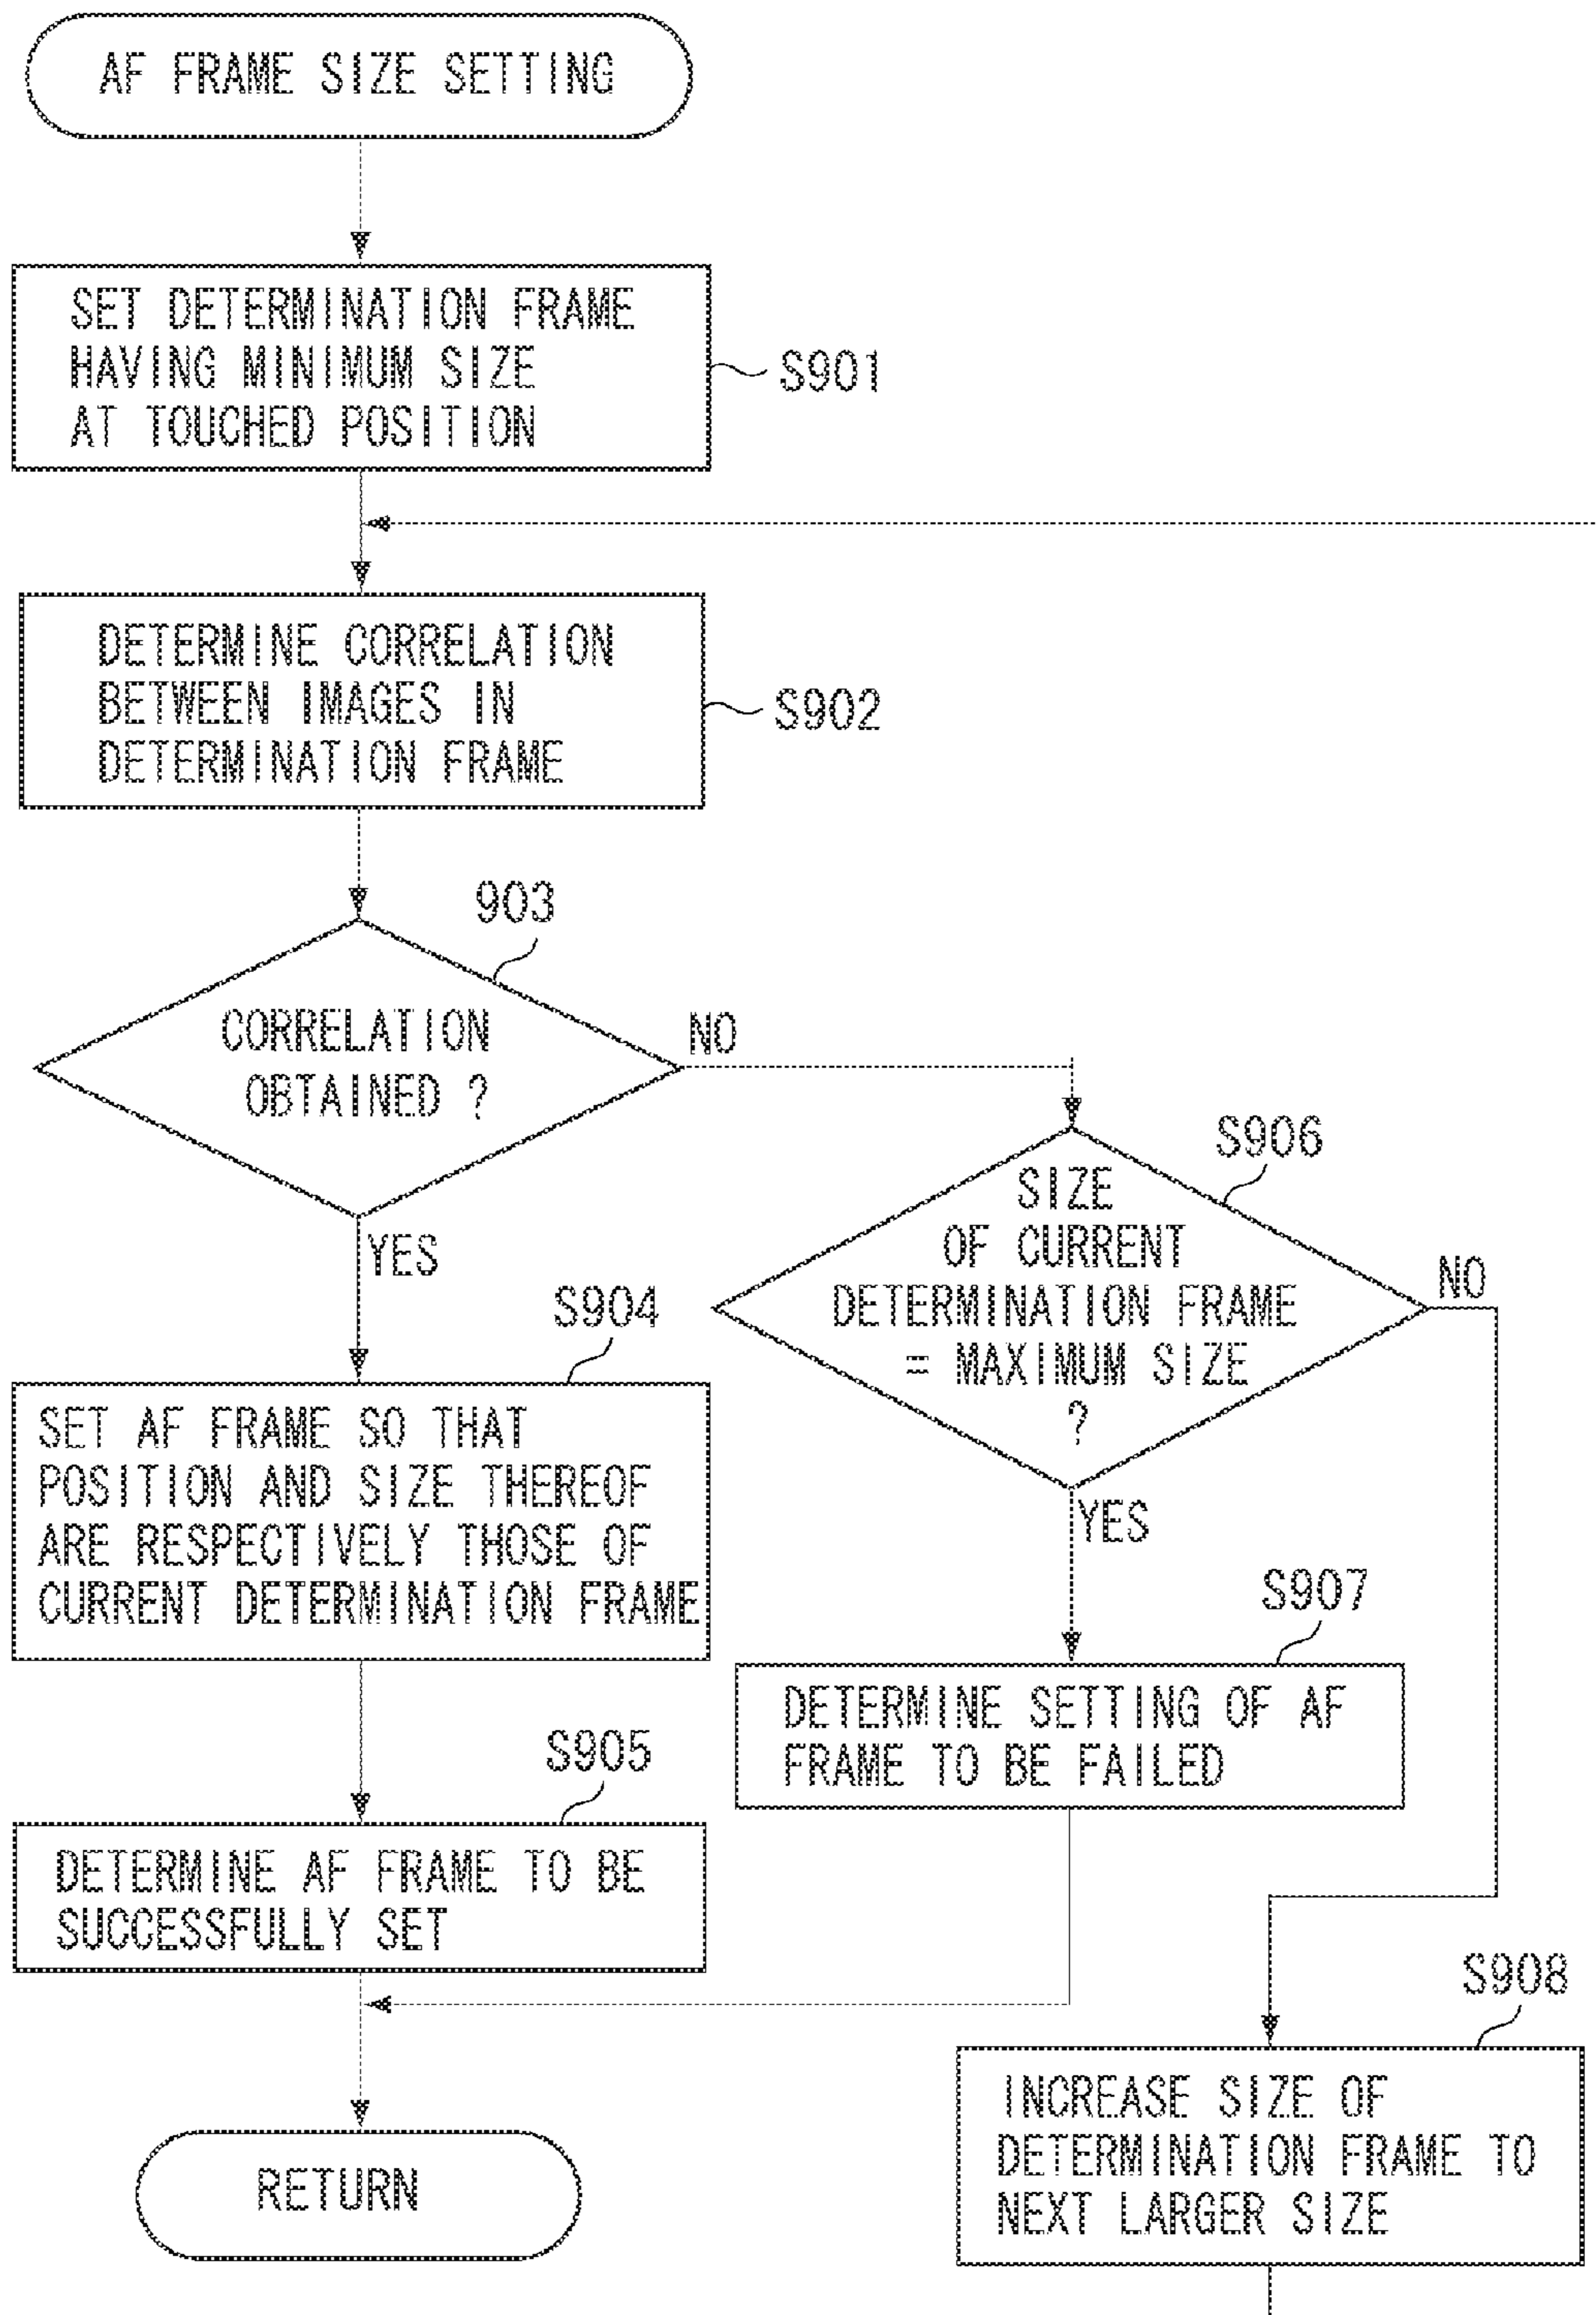 AF FRAME SIZE SETTING
SET DETERMINATION FRAME
HAVING MINIMUM SIZE
AT TOUCHED POSITION
S901
DETERMINE CORRELATION
BETWEEN IMAGES IN
DETERMINATION FRAME
S902
903
CORRELATION
OBTAINED ?
NO
YES
S906
SIZE
OF CURRENT
DETERMINATION FRAME
= MAXIMUM SIZE
?
NO
YES
S904
SET AF FRAME SO THAT
POSITION AND SIZE THEREOF
ARE RESPECTIVELY THOSE OF
CURRENT DETERMINATION FRAME
S907
DETERMINE SETTING OF AF
FRAME TO BE FAILED
S905
DETERMINE AF FRAME TO BE
SUCCESSFULLY SET
S908
INCREASE SIZE OF
DETERMINATION FRAME TO
NEXT LARGER SIZE
RETURN